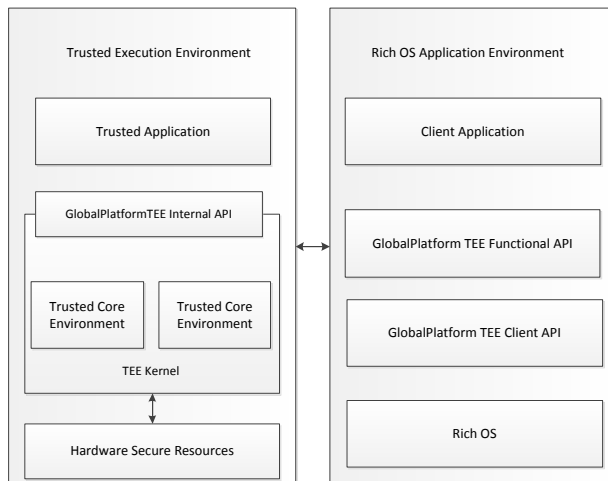 Trusted Execution Environment
Trusted Application
GlobalPlatformTEE Internal API
Trusted Core
Environment
Trusted Core
Environment
TEE Kernel
Hardware Secure Resources
Rich OS Application Environment
Client Application
GlobalPlatform TEE Functional API
GlobalPlatform TEE Client API
Rich OS